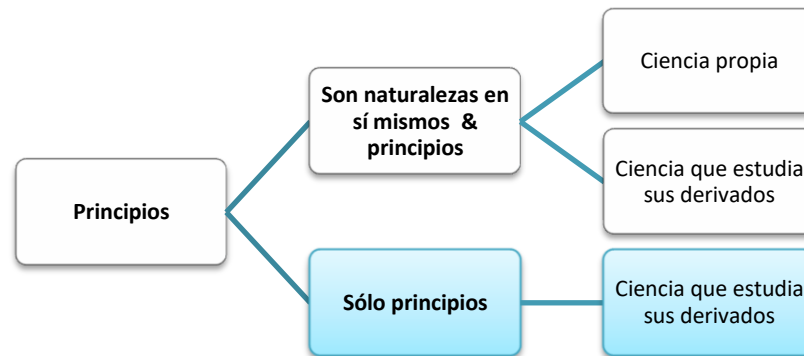 Principios
Son naturalezas en
sí mismos & 
principios
Ciencia propia
Ciencia que estudia
sus derivados
Sólo principios
Ciencia que estudia
sus derivados